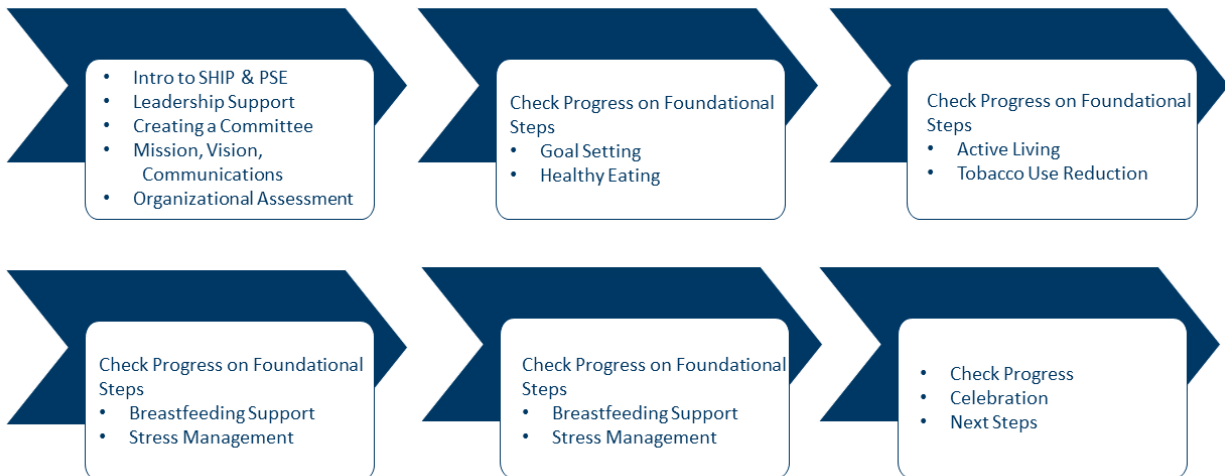 • Intro to SHIP & PSE
• Leadership Support
• Creating a Committee
• Mission, Vision,
Communications
• Organizational Assessment
Check Progress on Foundational
Steps
• Goal Setting
• Healthy Eating
Check Progress on Foundational
Steps
• Active Living
• Tobacco Use Reduction
Check Progress on Foundational
Steps
• Breastfeeding Support
• Stress Management
Check Progress on Foundational
Steps
• Breastfeeding Support
• Stress Management
• Check Progress
• Celebration
• Next Steps